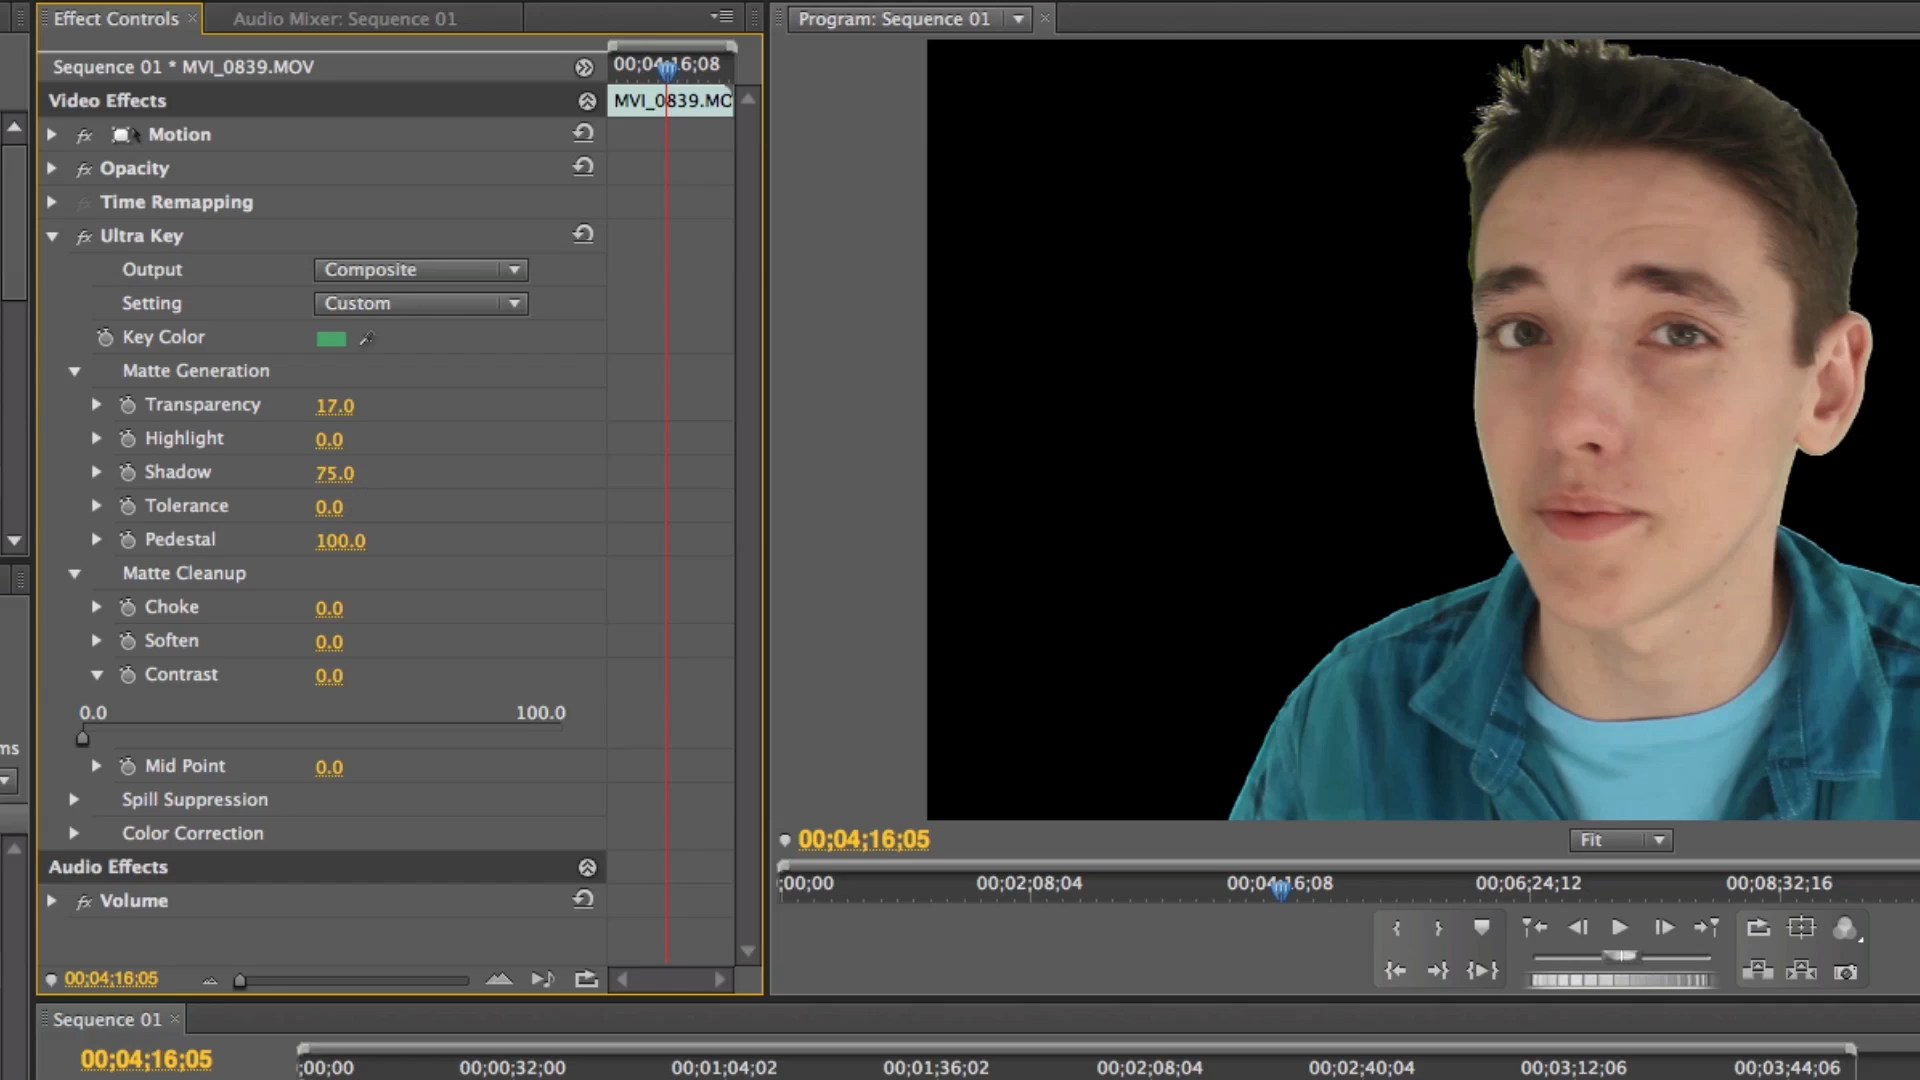 Effect Controls
Audio Mixer: Sequence 01
Program: Sequence 01
Sequence 01 * MVI_0839.MOV
00;04;16;08
Video Effects
MVI_0839.MO
fx Motion
fx Opacity
Time Remapping
fx Ultra Key
Output Composite
Setting Custom
Key Color
Matte Generation
Transparency 17.0
Highlight 0.0
Shadow 75.0
Tolerance 0.0
Pedestal 100.0
Matte Cleanup
Choke 0.0
Soften 0.0
Contrast 0.0
0.0 100.0
ms
Mid Point 0.0
Spill Suppression
Color Correction
Audio Effects
fx Volume
00;04;16;05
00;04;16;05
Fit
;00;00 00;02;08;04 00;04;16;08 00;06;24;12 00;08;32;16
Sequence 01
00;04;16;05
;00;00 00;00;32;00 00;01;04;02 00;01;36;02 00;02;08;04 00;02;40;04 00;03;12;06 00;03;44;06